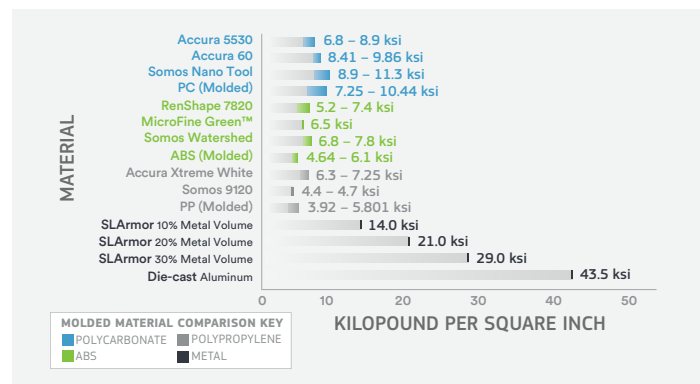 Accura 5530 6.8 – 8.9 ksi
Accura 60 8.41 – 9.86 ksi
Somos Nano Tool 8.9 – 11.3 ksi
PC (Molded) 7.25 – 10.44 ksi
RenShape 7820 5.2 – 7.4 ksi
MicroFine Green™ 6.5 ksi
Somos Watershed 6.8 – 7.8 ksi
ABS (Molded) 4.64 – 6.1 ksi
Accura Xtreme White 6.3 – 7.25 ksi
Somos 9120 4.4 – 4.7 ksi
PP (Molded) 3.92 – 5.801 ksi
SLArmor 10% Metal Volume 14.0 ksi
SLArmor 20% Metal Volume 21.0 ksi
SLArmor 30% Metal Volume 29.0 ksi
Die-cast Aluminum 43.5 ksi
MATERIAL
0 10 20 30 40 50
KILOPOUND PER SQUARE INCH
MOLDED MATERIAL COMPARISON KEY
POLYCARBONATE POLYPROPYLENE
ABS METAL